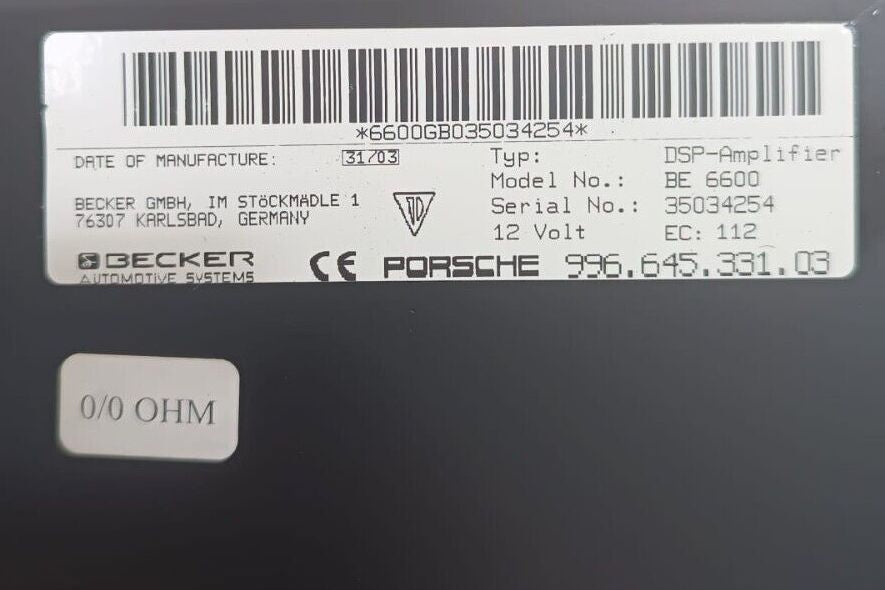 *6600GB035034254*
DATE OF MANUFACTURE: 31/03
BECKER GMBH, IM STÖCKMÄDLE 1
76307 KARLSBAD, GERMANY
BECKER
AUTOMOTIVE SYSTEMS
Typ: DSP-Amplifier
Model No.: BE 6600
Serial No.: 35034254
12 Volt EC: 112
CE PORSCHE 996.645.331.03
0/0 OHM